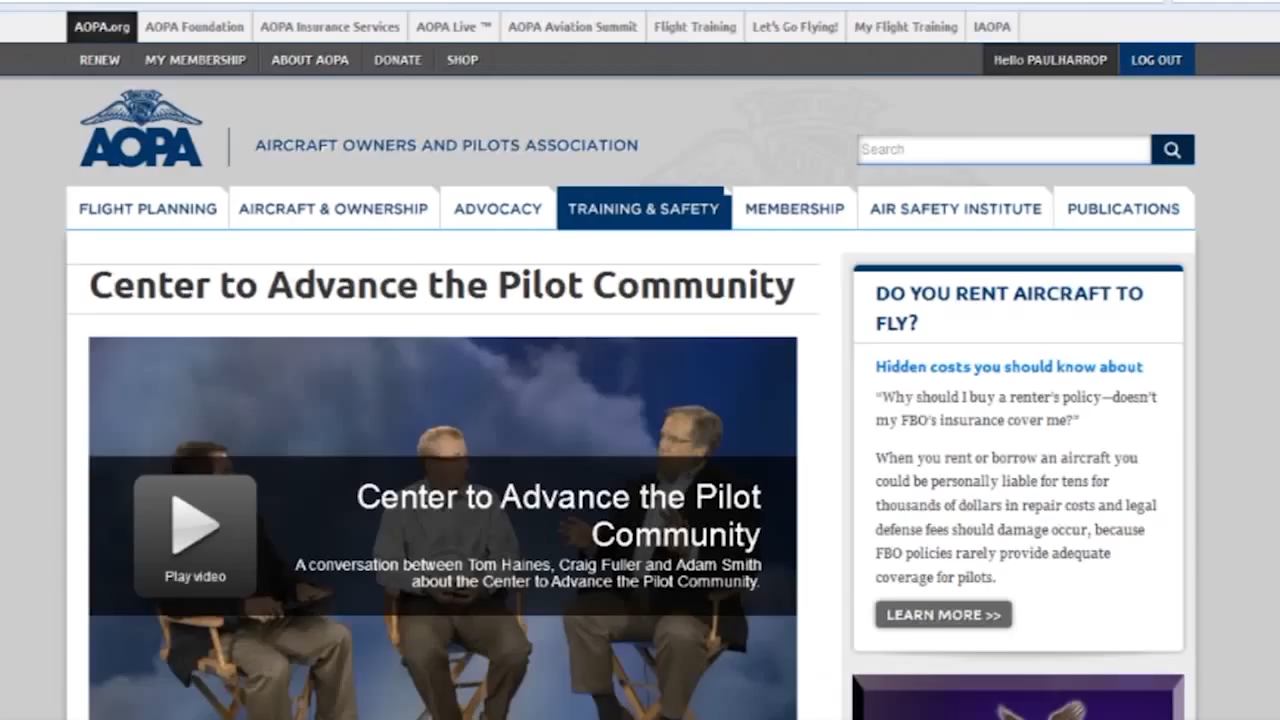 AOPA.org AOPA Foundation AOPA Insurance Services AOPA Live ™ AOPA Aviation Summit Flight Training Let's Go Flying! My Flight Training IAOPA
RENEW MY MEMBERSHIP ABOUT AOPA DONATE SHOP Hello PAULHARROP LOG OUT
AOPA AIRCRAFT OWNERS AND PILOTS ASSOCIATION
Search
FLIGHT PLANNING AIRCRAFT & OWNERSHIP ADVOCACY TRAINING & SAFETY MEMBERSHIP AIR SAFETY INSTITUTE PUBLICATIONS
Center to Advance the Pilot Community
Center to Advance the Pilot
Community
A conversation between Tom Haines, Craig Fuller and Adam Smith
about the Center to Advance the Pilot Community.
Play video
DO YOU RENT AIRCRAFT TO
FLY?
Hidden costs you should know about
“Why should I buy a renter's policy—doesn't
my FBO's insurance cover me?”
When you rent or borrow an aircraft you
could be personally liable for tens for
thousands of dollars in repair costs and legal
defense fees should damage occur, because
FBO policies rarely provide adequate
coverage for pilots.
LEARN MORE >>